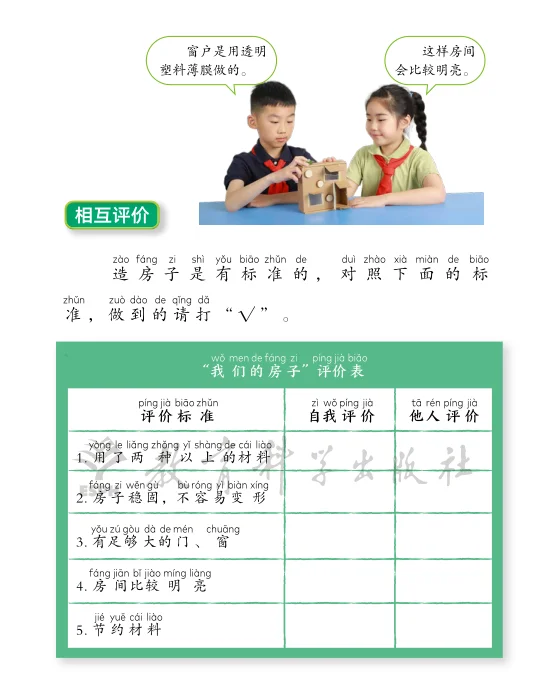 窗户是用透明
塑料薄膜做的。
这样房间
会比较明亮。
相互评价
zào fáng zi shì yǒu biāo zhǔn de duì zhào xià miàn de biāo
造房子是有标准的，对照下面的标
zhǔn zuò dào de qǐng dǎ
准，做到的请打“√”。
wǒ men de fáng zi píng jià biǎo
“我们的房子”评价表
píng jià biāo zhǔn
评价标准
zì wǒ píng jià
自我评价
tā rén píng jià
他人评价
yòng le liǎng zhǒng yǐ shàng de cái liào
1. 用了两种以上的材料
fáng zi wěn gù bù róng yì biàn xíng
2. 房子稳固，不容易变形
yǒu zú gòu dà de mén chuāng
3. 有足够大的门、窗
fáng jiān bǐ jiào míng liàng
4. 房间比较明亮
jié yuē cái liào
5. 节约材料
教育科学出版社